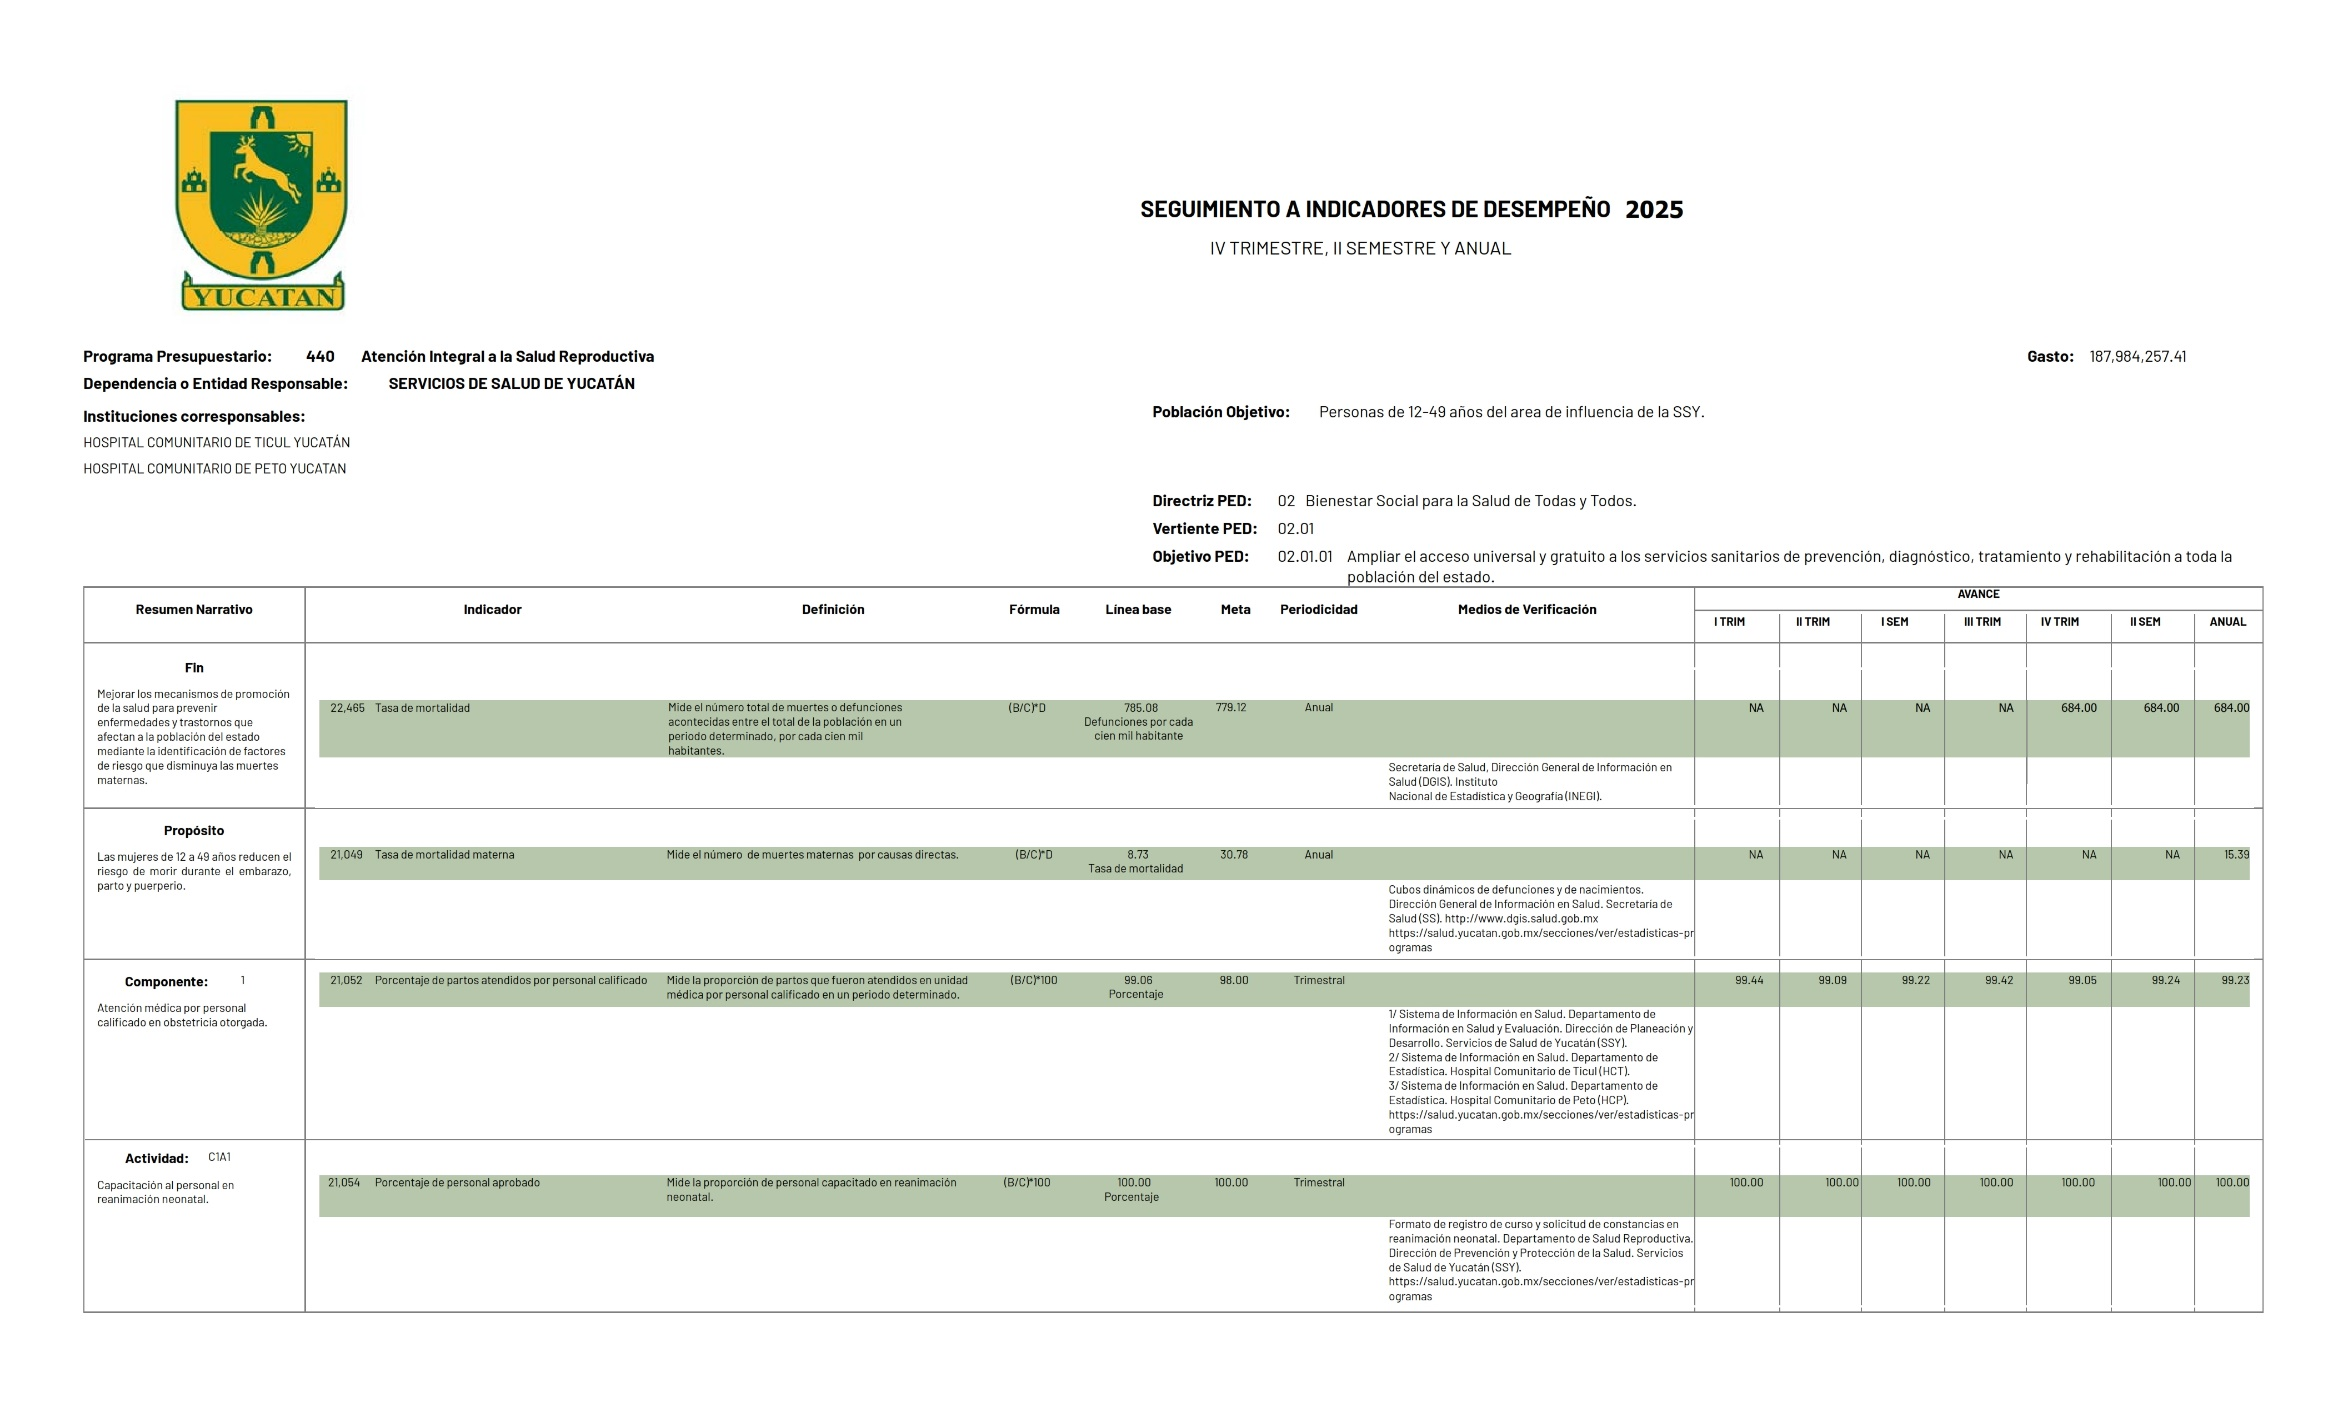 YUCATAN
SEGUIMIENTO A INDICADORES DE DESEMPEÑO 2025
IV TRIMESTRE, II SEMESTRE Y ANUAL
Programa Presupuestario: 440 Atención Integral a la Salud Reproductiva
Gasto: 187,984,257.41
Dependencia o Entidad Responsable: SERVICIOS DE SALUD DE YUCATÁN
Instituciones corresponsables:
HOSPITAL COMUNITARIO DE TICUL YUCATÁN
HOSPITAL COMUNITARIO DE PETO YUCATAN
Población Objetivo: Personas de 12-49 años del area de influencia de la SSY.
Directriz PED: 02 Bienestar Social para la Salud de Todas y Todos.
Vertiente PED: 02.01
Objetivo PED: 02.01.01 Ampliar el acceso universal y gratuito a los servicios sanitarios de prevención, diagnóstico, tratamiento y rehabilitación a toda la
población del estado.
Resumen Narrativo Indicador Definición Fórmula Línea base Meta Periodicidad Medios de Verificación AVANCE
I TRIM II TRIM I SEM III TRIM IV TRIM II SEM ANUAL
Fin
Mejorar los mecanismos de promoción
de la salud para prevenir
enfermedades y trastornos que
afectan a la población del estado
mediante la identificación de factores
de riesgo que disminuya las muertes
maternas.
22,465 Tasa de mortalidad
Mide el número total de muertes o defunciones
acontecidas entre el total de la población en un
periodo determinado, por cada cien mil
habitantes.
(B/C)*D
785.08
Defunciones por cada
cien mil habitante
779.12 Anual
NA NA NA NA 684.00 684.00 684.00
Secretaría de Salud, Dirección General de Información en
Salud (DGIS). Instituto
Nacional de Estadística y Geografía (INEGI).
Propósito
Las mujeres de 12 a 49 años reducen el
riesgo de morir durante el embarazo,
parto y puerperio.
21,049 Tasa de mortalidad materna
Mide el número de muertes maternas por causas directas.
(B/C)*D
8.73
Tasa de mortalidad
30.78 Anual
NA NA NA NA NA NA 15.39
Cubos dinámicos de defunciones y de nacimientos.
Dirección General de Información en Salud. Secretaría de
Salud (SS). http://www.dgis.salud.gob.mx
https://salud.yucatan.gob.mx/secciones/ver/estadisticas-pr
ogramas
Componente: 1
Atención médica por personal
calificado en obstetricia otorgada.
21,052 Porcentaje de partos atendidos por personal calificado
Mide la proporción de partos que fueron atendidos en unidad
médica por personal calificado en un periodo determinado.
(B/C)*100
99.06
Porcentaje
98.00 Trimestral
99.44 99.09 99.22 99.42 99.05 99.24 99.23
1/ Sistema de Información en Salud. Departamento de
Información en Salud y Evaluación. Dirección de Planeación y
Desarrollo. Servicios de Salud de Yucatán (SSY).
2/ Sistema de Información en Salud. Departamento de
Estadística. Hospital Comunitario de Ticul (HCT).
3/ Sistema de Información en Salud. Departamento de
Estadística. Hospital Comunitario de Peto (HCP).
https://salud.yucatan.gob.mx/secciones/ver/estadisticas-pr
ogramas
Actividad: C1A1
Capacitación al personal en
reanimación neonatal.
21,054 Porcentaje de personal aprobado
Mide la proporción de personal capacitado en reanimación
neonatal.
(B/C)*100
100.00
Porcentaje
100.00 Trimestral
100.00 100.00 100.00 100.00 100.00 100.00 100.00
Formato de registro de curso y solicitud de constancias en
reanimación neonatal. Departamento de Salud Reproductiva.
Dirección de Prevención y Protección de la Salud. Servicios
de Salud de Yucatán (SSY).
https://salud.yucatan.gob.mx/secciones/ver/estadisticas-pr
ogramas